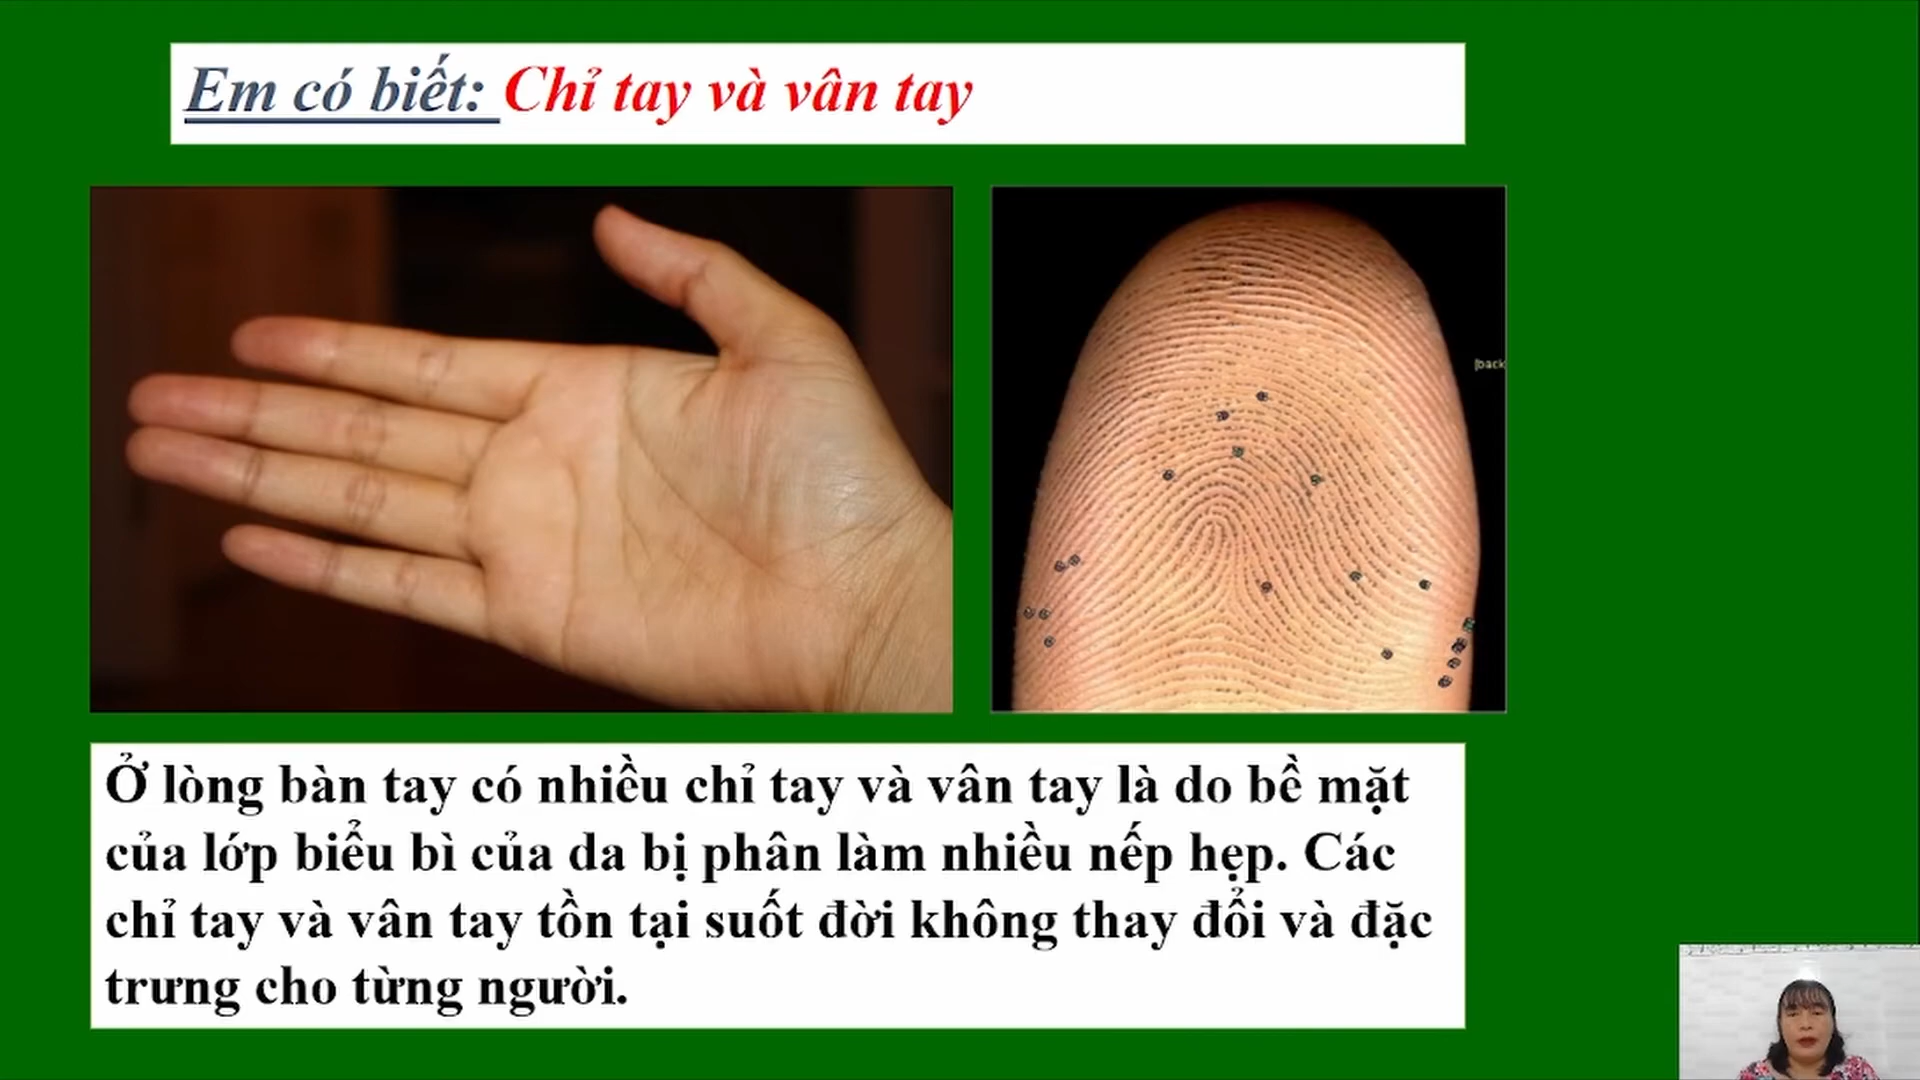 Em có biết: Chỉ tay và vân tay
[back
Ở lòng bàn tay có nhiều chỉ tay và vân tay là do bề mặt
của lớp biểu bì của da bị phân làm nhiều nếp hẹp. Các
chỉ tay và vân tay tồn tại suốt đời không thay đổi và đặc
trưng cho từng người.